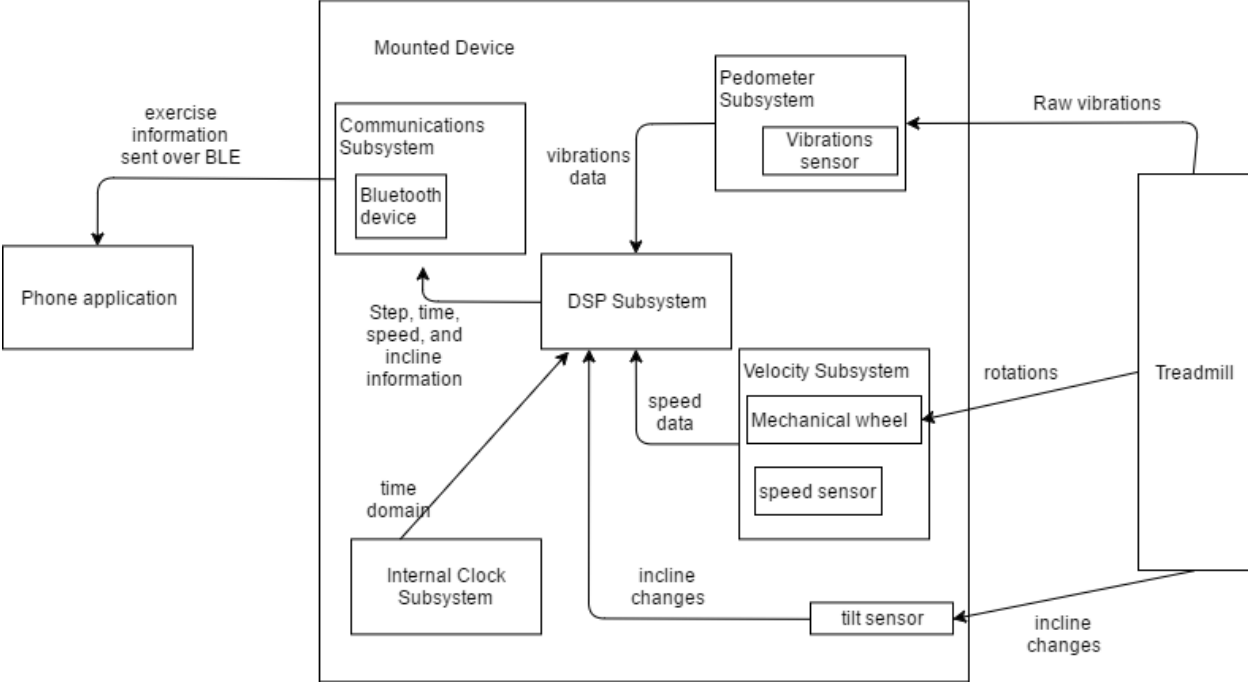 Mounted Device
exercise
information
sent over BLE
Communications
Subsystem
Bluetooth
device
Phone application
vibrations
data
Pedometer
Subsystem
Vibrations
sensor
Raw vibrations
DSP Subsystem
Step, time,
speed, and
incline
information
speed
data
Velocity Subsystem
Mechanical wheel
speed sensor
rotations
Treadmill
time
domain
Internal Clock
Subsystem
incline
changes
tilt sensor
incline
changes